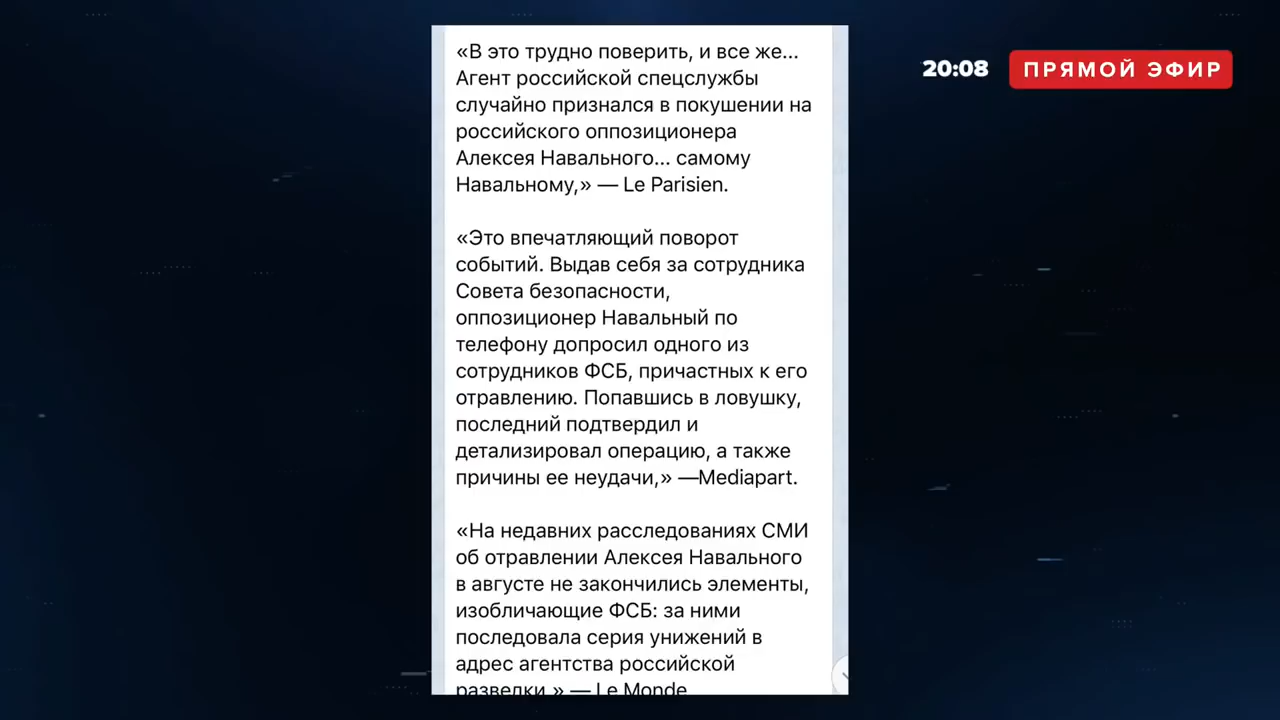 «В это трудно поверить, и все же...
Агент российской спецслужбы
случайно признался в покушении на
российского оппозиционера
Алексея Навального... самому
Навальному,» — Le Parisien.
«Это впечатляющий поворот
событий. Выдав себя за сотрудника
Совета безопасности,
оппозиционер Навальный по
телефону допросил одного из
сотрудников ФСБ, причастных к его
отравлению. Попавшись в ловушку,
последний подтвердил и
детализировал операцию, а также
причины ее неудачи,» —Mediapart.
«На недавних расследованиях СМИ
об отравлении Алексея Навального
в августе не закончились элементы,
изобличающие ФСБ: за ними
последовала серия унижений в
адрес агентства российской
разведки,» — Le Monde
20:08
ПРЯМОЙ ЭФИР